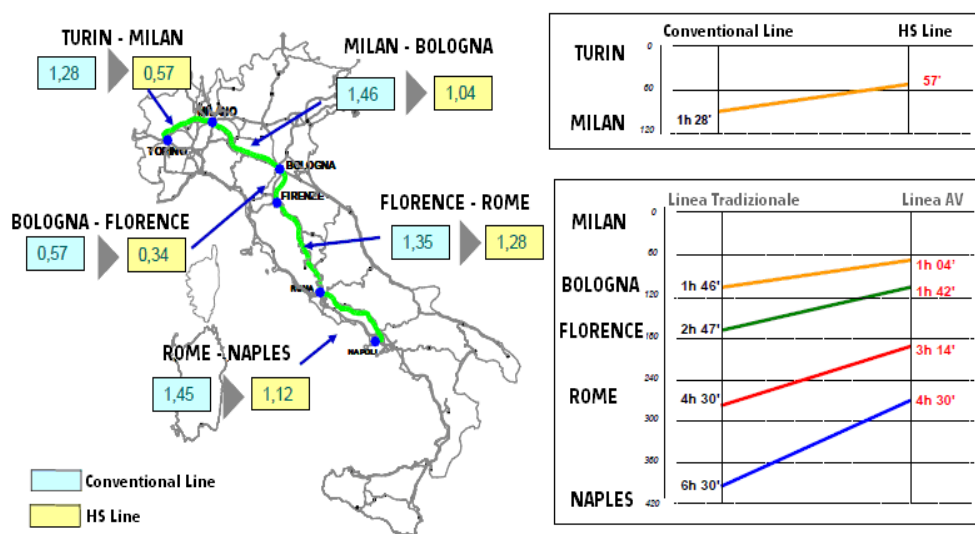 TURIN - MILAN
1,28
0,57
MILAN - BOLOGNA
1,46
1,04
MILANO
TORINO
BOLOGNA
FIRENZE
BOLOGNA - FLORENCE
0,57
0,34
FLORENCE - ROME
1,35
1,28
ROMA
NAPOLI
ROME - NAPLES
1,45
1,12
Conventional Line
HS Line
Conventional Line
HS Line
TURIN
0
60
57'
MILAN
1h 28'
120
Linea Tradizionale
Linea AV
MILAN
0
60
1h 04'
BOLOGNA
1h 46'
1h 42'
120
FLORENCE
2h 47'
180
3h 14'
240
ROME
4h 30'
4h 30'
300
360
6h 30'
NAPLES
420